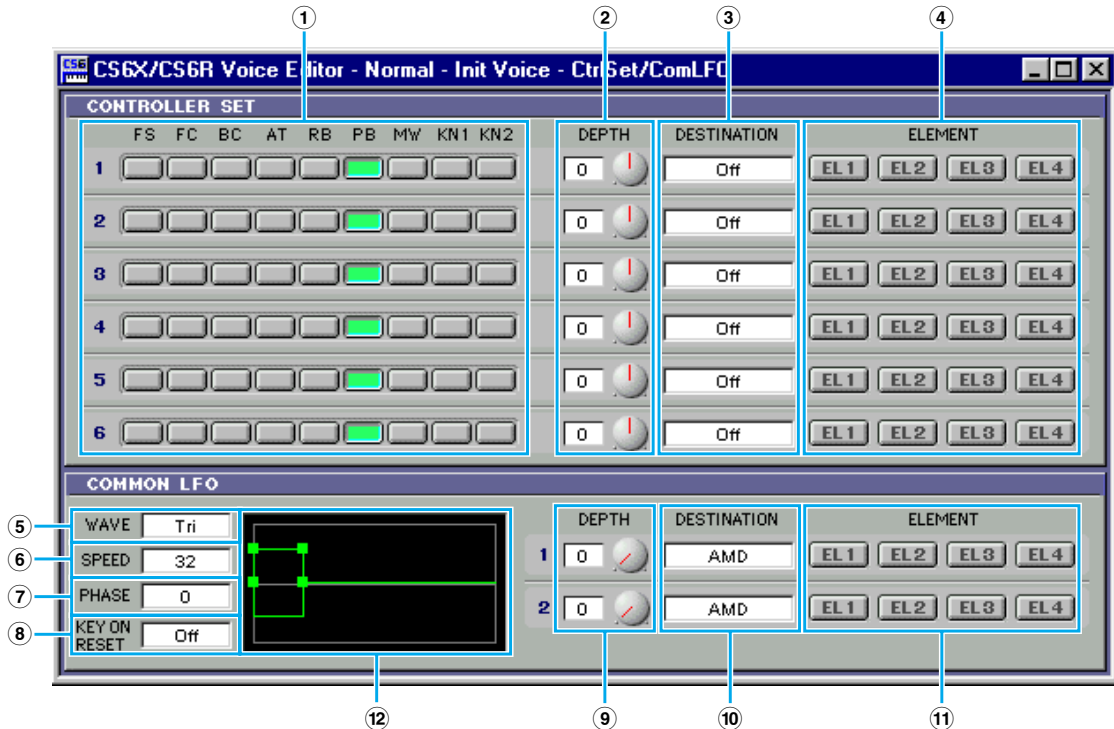 ① ② ③ ④
CS6 CS6X/CS6R Voice Editor - Normal - Init Voice - CtrlSet/ComLFO
CONTROLLER SET
FS FC BC AT RB PB MW KN1 KN2 DEPTH DESTINATION ELEMENT
1 0 Off EL1 EL2 EL3 EL4
2 0 Off EL1 EL2 EL3 EL4
3 0 Off EL1 EL2 EL3 EL4
4 0 Off EL1 EL2 EL3 EL4
5 0 Off EL1 EL2 EL3 EL4
6 0 Off EL1 EL2 EL3 EL4
COMMON LFO
⑤ WAVE Tri
⑥ SPEED 32
⑦ PHASE 0
⑧ KEY ON
RESET Off
DEPTH DESTINATION ELEMENT
1 0 AMD EL1 EL2 EL3 EL4
2 0 AMD EL1 EL2 EL3 EL4
⑫ ⑨ ⑩ ⑪